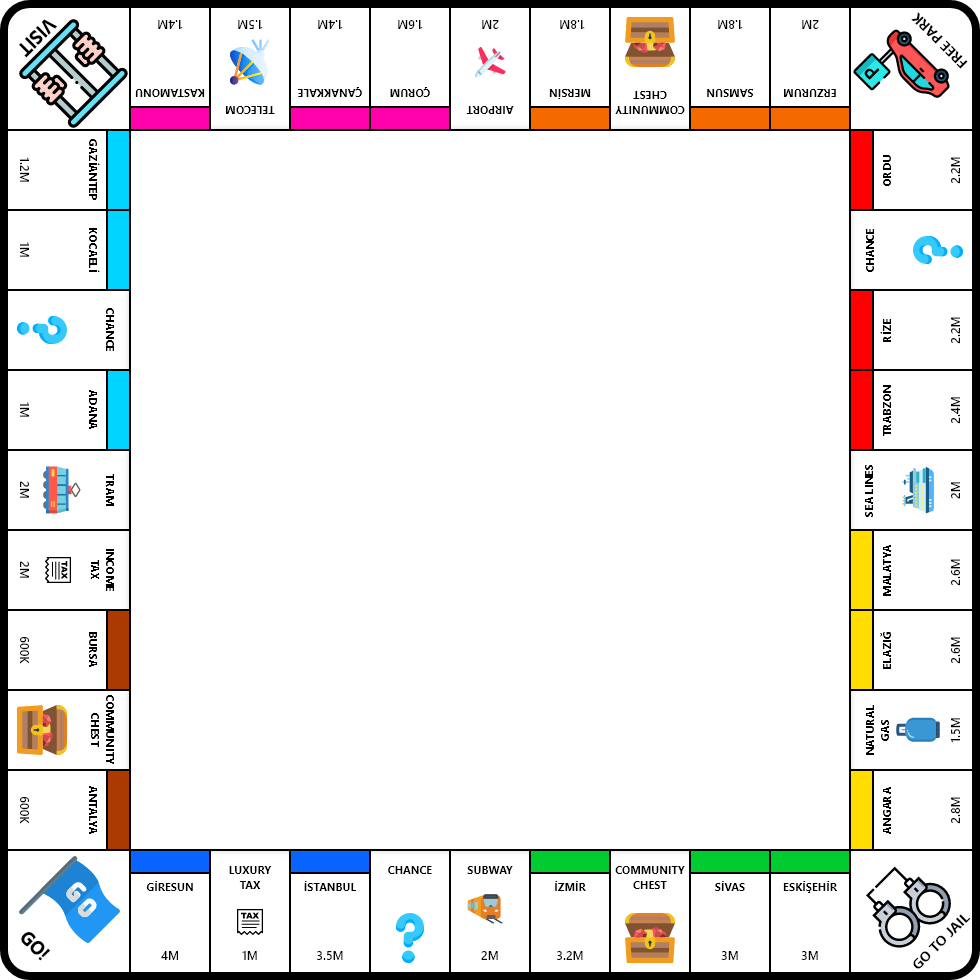 VISIT
KASTAMONU
1.4M
TELECOM
1.5M
ÇANAKKALE
1.4M
ÇORUM
1.6M
AIRPORT
2M
MERSİN
1.8M
COMMUNITY
CHEST
SAMSUN
1.8M
ERZURUM
2M
FREE PARK
P
ORDU
2.2M
CHANCE
RİZE
2.2M
TRABZON
2.4M
SEA LINES
2M
MALATYA
2.6M
ELAZIĞ
2.6M
NATURAL
GAS
1.5M
ANGARA
2.8M
GO TO JAIL
ESKİŞEHİR
3M
SİVAS
3M
COMMUNITY
CHEST
İZMİR
3.2M
SUBWAY
2M
CHANCE
İSTANBUL
3.5M
LUXURY
TAX
TAX
1M
GİRESUN
4M
GO
GO!
ANTALYA
600K
COMMUNITY
CHEST
BURSA
600K
INCOME
TAX
TAX
2M
TRAM
2M
ADANA
1M
CHANCE
KOCAELİ
1M
GAZİANTEP
1.2M